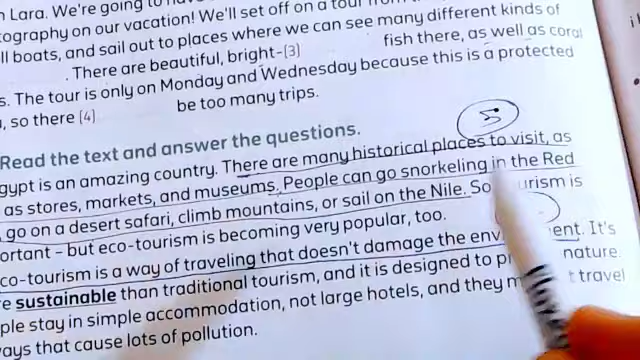 n Lara. We're going to hav
tography on our vacation! We'll set off on a tour from
ll boats, and sail out to places where we can see many different kinds of
. There are beautiful, bright-(3) fish there, as well as coral
s. The tour is only on Monday and Wednesday because this is a protected
, so there (4) be too many trips.
5
Read the text and answer the questions.
gypt is an amazing country. There are many historical places to visit, as
as stores, markets, and museums. People can go snorkeling in the Red
, go on a desert safari, climb mountains, or sail on the Nile. So urism is
ortant – but eco-tourism is becoming very popular, too.
co-tourism is a way of traveling that doesn't damage the env ent. It's
re sustainable than traditional tourism, and it is designed to p nature.
ple stay in simple accommodation, not large hotels, and they m t travel
ays that cause lots of pollution.